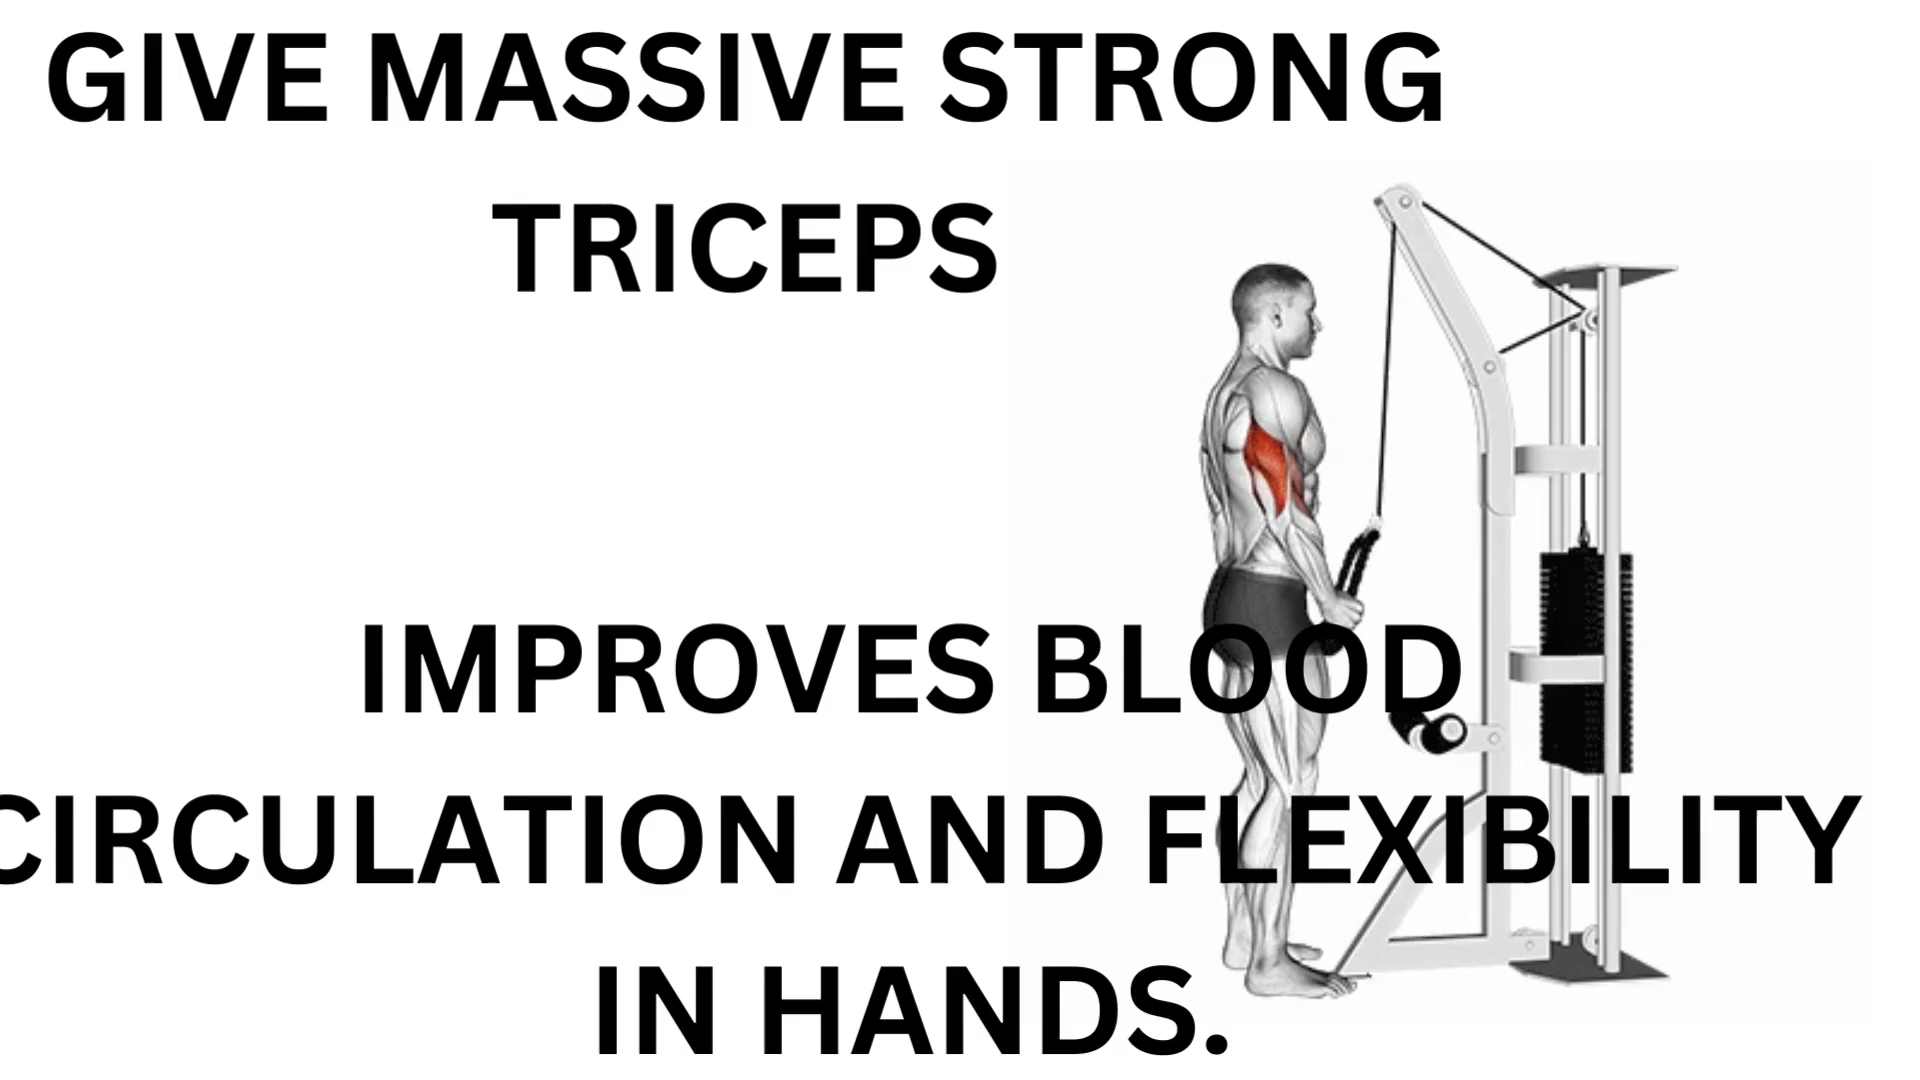 GIVE MASSIVE STRONG
TRICEPS
IMPROVES BLOOD
CIRCULATION AND FLEXIBILITY
IN HANDS.